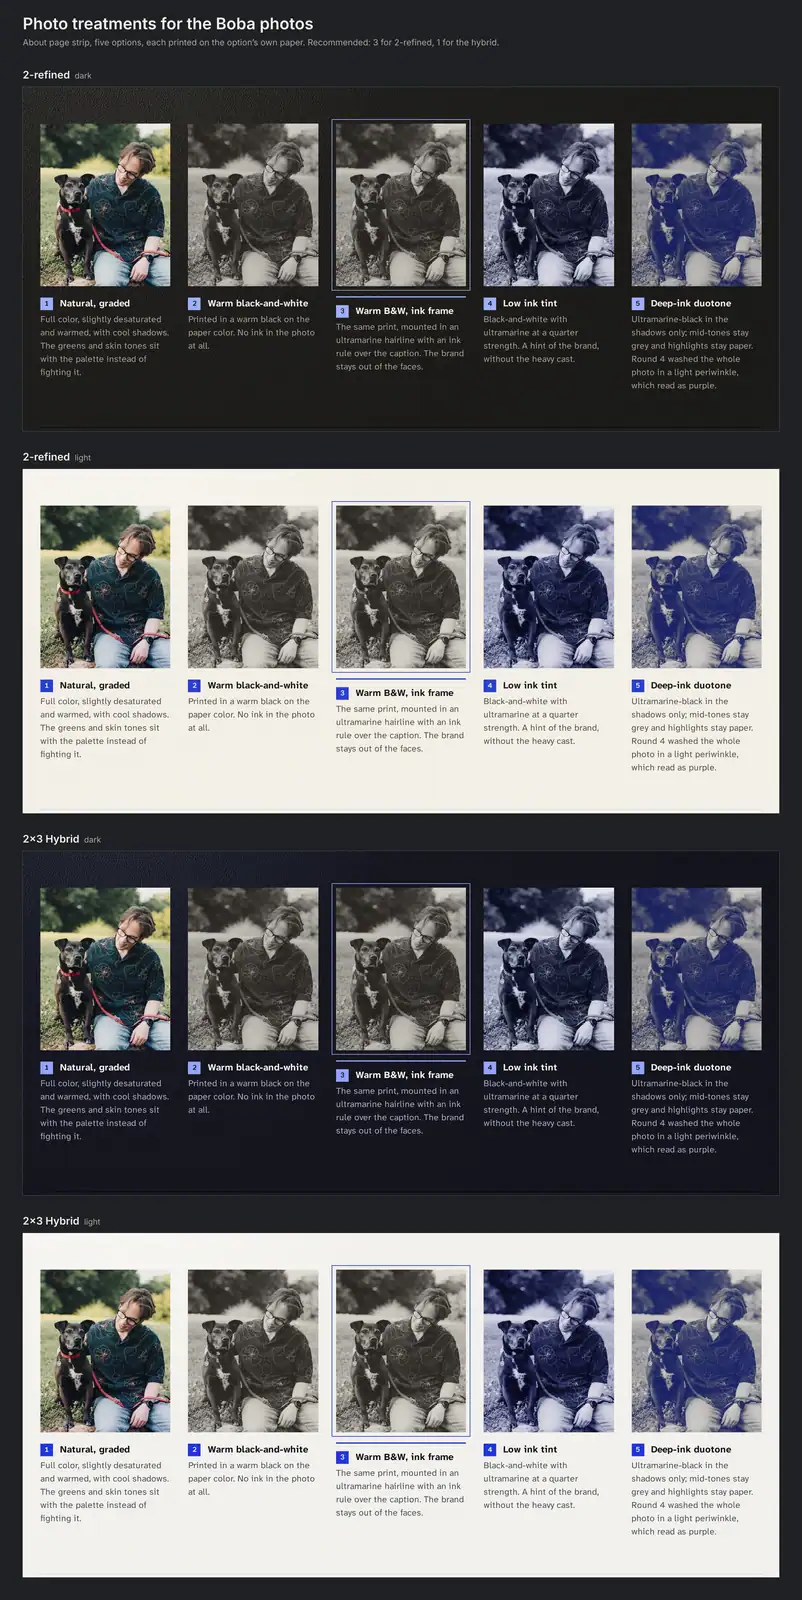 Photo treatments for the Boba photos
About page strip, five options, each printed on the option's own paper. Recommended: 3 for 2-refined, 1 for the hybrid.
2-refined dark
1 Natural, graded
Full color, slightly desaturated
and warmed, with cool shadows.
The greens and skin tones sit
with the palette instead of
fighting it.
2 Warm black-and-white
Printed in a warm black on the
paper color. No ink in the photo
at all.
3 Warm B&W, ink frame
The same print, mounted in an
ultramarine hairline with an ink
rule over the caption. The brand
stays out of the faces.
4 Low ink tint
Black-and-white with
ultramarine at a quarter
strength. A hint of the brand,
without the heavy cast.
5 Deep-ink duotone
Ultramarine-black in the
shadows only; mid-tones stay
grey and highlights stay paper.
Round 4 washed the whole
photo in a light periwinkle,
which read as purple.
2-refined light
1 Natural, graded
Full color, slightly desaturated
and warmed, with cool shadows.
The greens and skin tones sit
with the palette instead of
fighting it.
2 Warm black-and-white
Printed in a warm black on the
paper color. No ink in the photo
at all.
3 Warm B&W, ink frame
The same print, mounted in an
ultramarine hairline with an ink
rule over the caption. The brand
stays out of the faces.
4 Low ink tint
Black-and-white with
ultramarine at a quarter
strength. A hint of the brand,
without the heavy cast.
5 Deep-ink duotone
Ultramarine-black in the
shadows only; mid-tones stay
grey and highlights stay paper.
Round 4 washed the whole
photo in a light periwinkle,
which read as purple.
2×3 Hybrid dark
1 Natural, graded
Full color, slightly desaturated
and warmed, with cool shadows.
The greens and skin tones sit
with the palette instead of
fighting it.
2 Warm black-and-white
Printed in a warm black on the
paper color. No ink in the photo
at all.
3 Warm B&W, ink frame
The same print, mounted in an
ultramarine hairline with an ink
rule over the caption. The brand
stays out of the faces.
4 Low ink tint
Black-and-white with
ultramarine at a quarter
strength. A hint of the brand,
without the heavy cast.
5 Deep-ink duotone
Ultramarine-black in the
shadows only; mid-tones stay
grey and highlights stay paper.
Round 4 washed the whole
photo in a light periwinkle,
which read as purple.
2×3 Hybrid light
1 Natural, graded
Full color, slightly desaturated
and warmed, with cool shadows.
The greens and skin tones sit
with the palette instead of
fighting it.
2 Warm black-and-white
Printed in a warm black on the
paper color. No ink in the photo
at all.
3 Warm B&W, ink frame
The same print, mounted in an
ultramarine hairline with an ink
rule over the caption. The brand
stays out of the faces.
4 Low ink tint
Black-and-white with
ultramarine at a quarter
strength. A hint of the brand,
without the heavy cast.
5 Deep-ink duotone
Ultramarine-black in the
shadows only; mid-tones stay
grey and highlights stay paper.
Round 4 washed the whole
photo in a light periwinkle,
which read as purple.